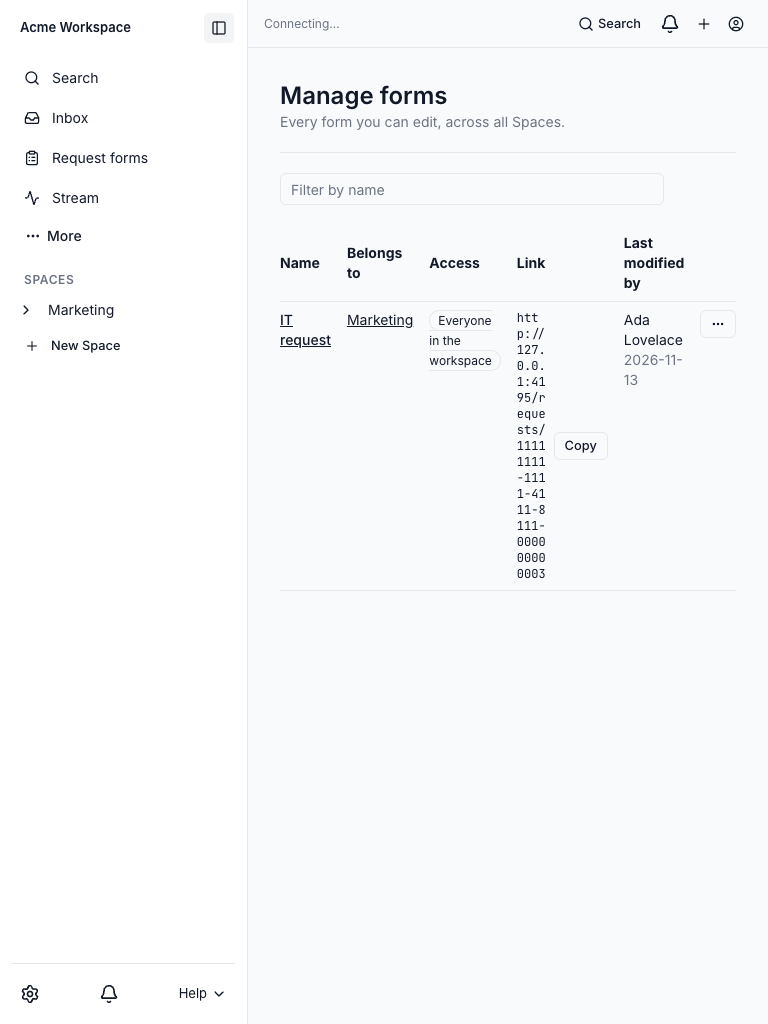 Acme Workspace
Search
Inbox
Request forms
Stream
More
SPACES
Marketing
New Space
Help
Connecting...
Search
Manage forms
Every form you can edit, across all Spaces.
Filter by name
Name
Belongs
to
Access
Link
Last
modified
by
IT
request
Marketing
Everyone
in the
workspace
htt
p://
127.
0.0.
1:41
95/r
eque
sts/
1111
1111
-111
1-41
11-8
111-
0000
0000
0003
Copy
Ada
Lovelace
2026-11-
13